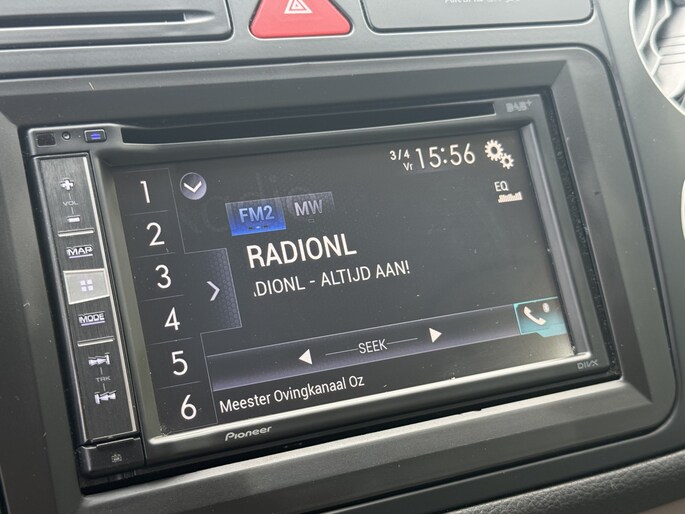 DAB+
3/4
Vr
15:56
VOL
MAP
MODE
TRK
1
2
3
4
5
6
FM2
MW
EQ
RADIONL
.DIONL - ALTIJD AAN!
SEEK
Meester Ovingkanaal Oz
Pioneer
DIVX